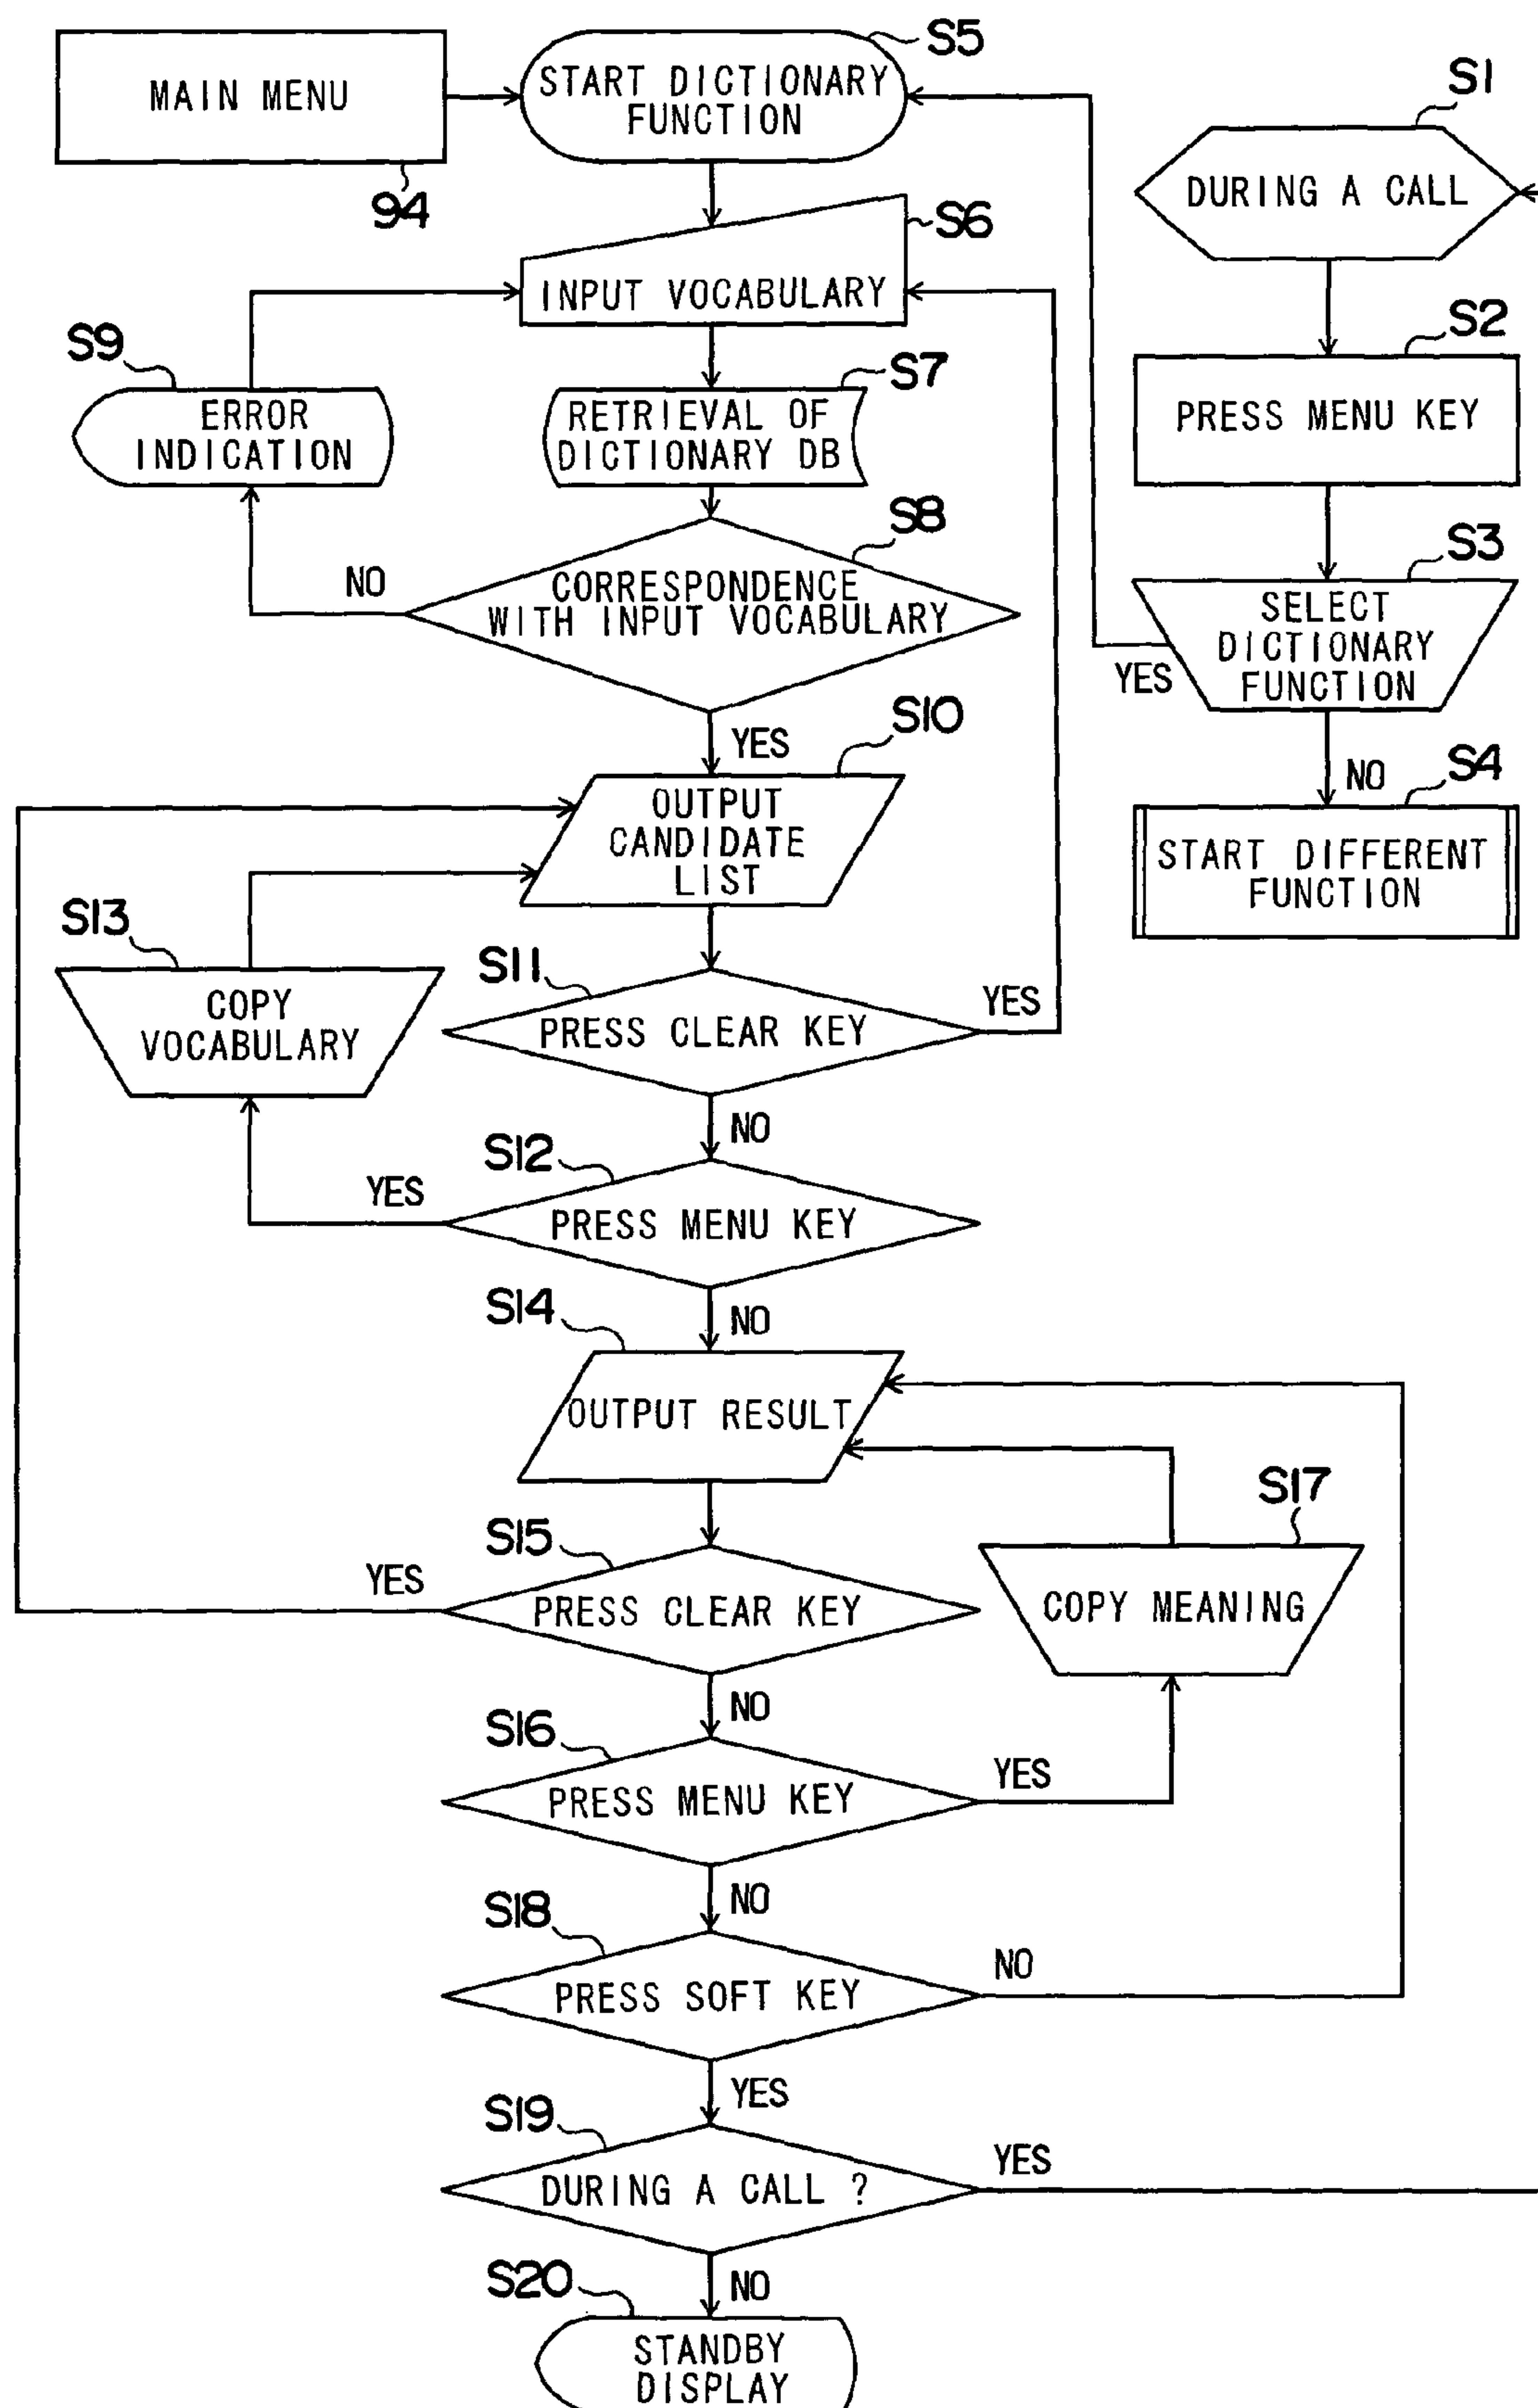 S5
START DICTIONARY
FUNCTION
MAIN MENU
94
S1
DURING A CALL
S6
INPUT VOCABULARY
S2
PRESS MENU KEY
S9
ERROR
INDICATION
S7
RETRIEVAL OF
DICTIONARY DB
S8
CORRESPONDENCE
WITH INPUT VOCABULARY
NO
YES
S3
SELECT
DICTIONARY
FUNCTION
YES
NO
S4
START DIFFERENT
FUNCTION
S10
OUTPUT
CANDIDATE
LIST
S13
COPY
VOCABULARY
S11
PRESS CLEAR KEY
YES
NO
S12
YES
PRESS MENU KEY
NO
S14
OUTPUT RESULT
S17
COPY MEANING
S15
YES
PRESS CLEAR KEY
NO
S16
PRESS MENU KEY
YES
NO
S18
PRESS SOFT KEY
NO
YES
S19
DURING A CALL ?
YES
NO
S20
STANDBY
DISPLAY